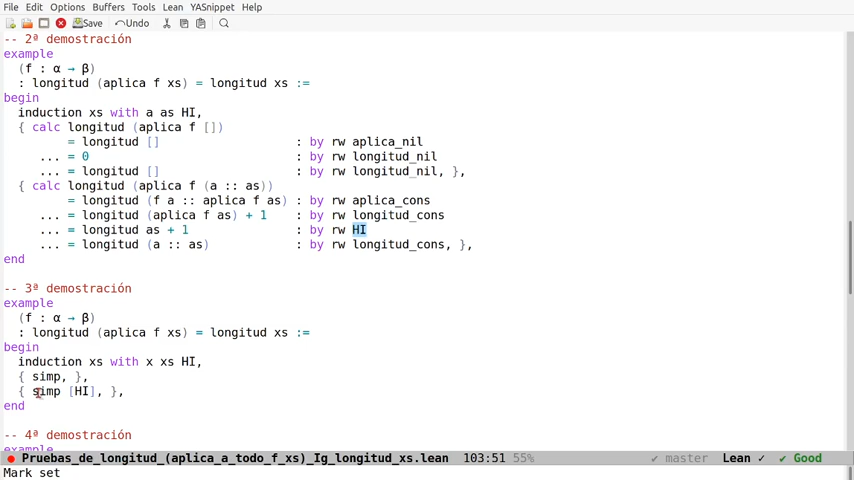 File Edit Options Buffers Tools Lean YASnippet Help
Save Undo
-- 2ª demostración
example
(f : α → β)
: longitud (aplica f xs) = longitud xs :=
begin
induction xs with a as HI,
{ calc longitud (aplica f [])
= longitud [] : by rw aplica_nil
... = 0 : by rw longitud_nil
... = longitud [] : by rw longitud_nil, },
{ calc longitud (aplica f (a :: as))
= longitud (f a :: aplica f as) : by rw aplica_cons
... = longitud (aplica f as) + 1 : by rw longitud_cons
... = longitud as + 1 : by rw HI
... = longitud (a :: as) : by rw longitud_cons, },
end
-- 3ª demostración
example
(f : α → β)
: longitud (aplica f xs) = longitud xs :=
begin
induction xs with x xs HI,
{ simp, },
{ simp [HI], },
end
-- 4ª demostración
example
Pruebas_de_longitud_(aplica_a_todo_f_xs)_Ig_longitud_xs.lean 103:51 55% ✓ master Lean ✓ ✓ Good
Mark set